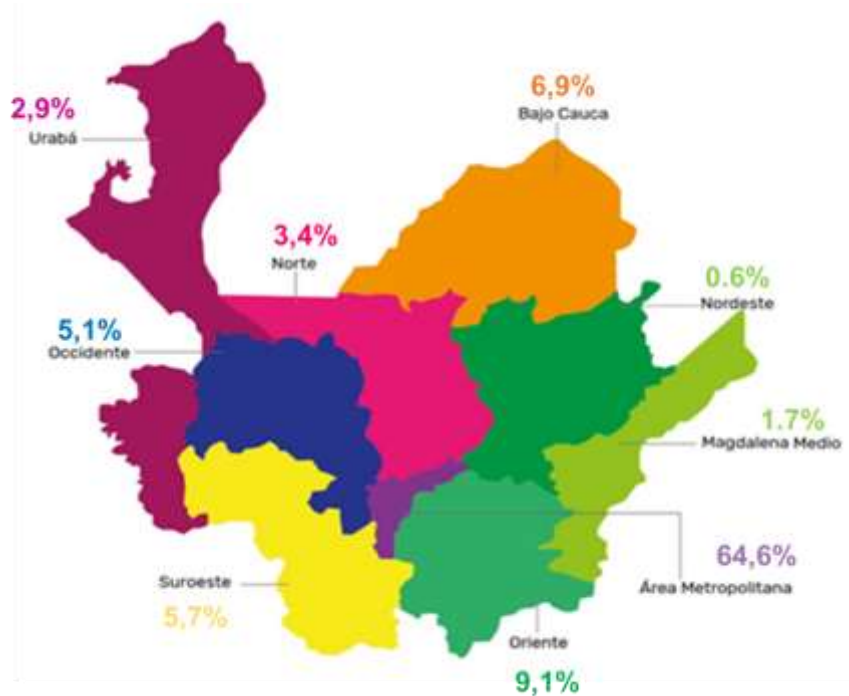 6,9%
Bajo Cauca
2,9%
Urabá
3,4%
Norte
0.6%
Nordeste
5,1%
Occidente
1.7%
Magdalena Medio
64,6%
Área Metropolitana
Suroeste
5,7%
Oriente
9,1%